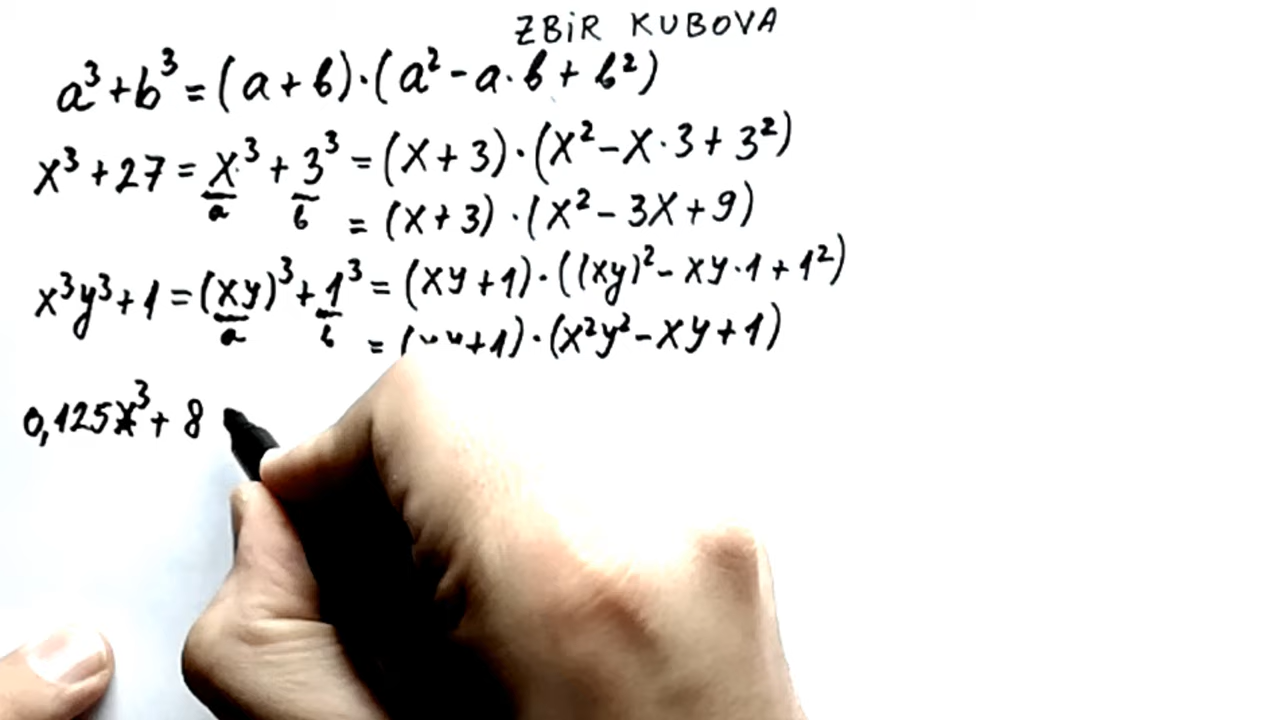 ZBIR KUBOVA
a³+b³=(a+b)·(a²-a·b+b²)
x³+27=x³+3³=(x+3)·(x²-x·3+3²)
a b
=(x+3)·(x²-3x+9)
x³y³+1=(xy)³+1³=(xy+1)·((xy)²-xy·1+1²)
a b
=( +1)·(x²y²-xy+1)
0,125x³+8